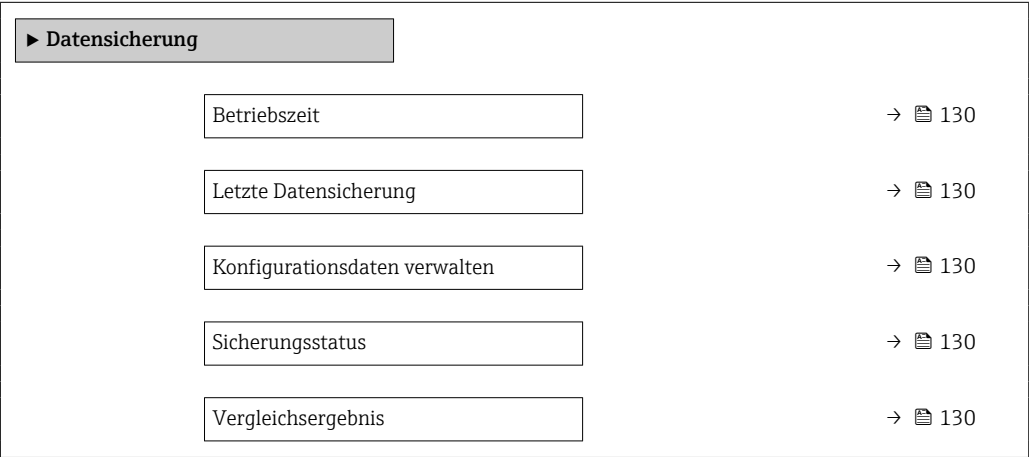 ▶ Datensicherung
Betriebszeit → 130
Letzte Datensicherung → 130
Konfigurationsdaten verwalten → 130
Sicherungsstatus → 130
Vergleichsergebnis → 130